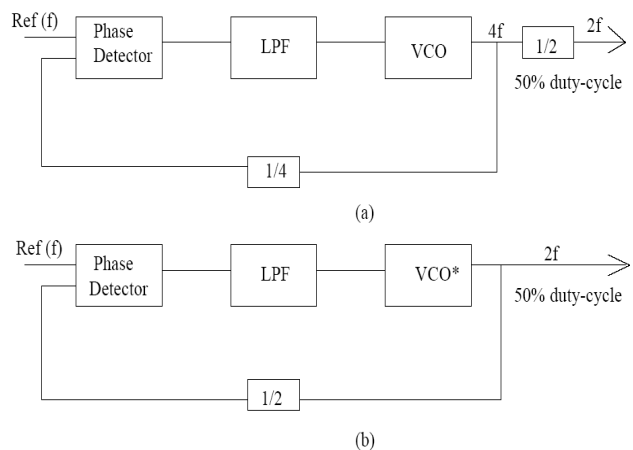 Ref (f)
Phase
Detector
LPF
VCO
4f
1/2
2f
50% duty-cycle
1/4
(a)
Ref (f)
Phase
Detector
LPF
VCO*
2f
50% duty-cycle
1/2
(b)